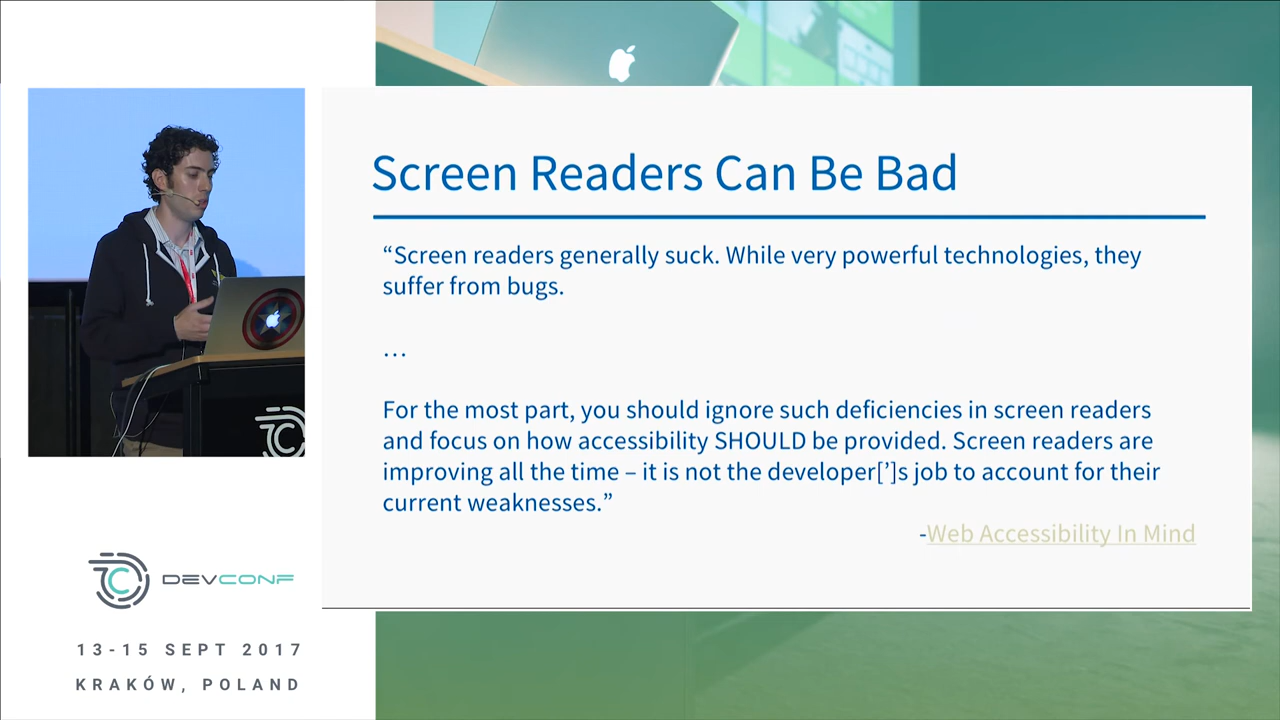 Screen Readers Can Be Bad
“Screen readers generally suck. While very powerful technologies, they
suffer from bugs.
…
For the most part, you should ignore such deficiencies in screen readers
and focus on how accessibility SHOULD be provided. Screen readers are
improving all the time – it is not the developer[’]s job to account for their
current weaknesses.”
-Web Accessibility In Mind
DEVCONF
13-15 SEPT 2017
KRAKÓW, POLAND